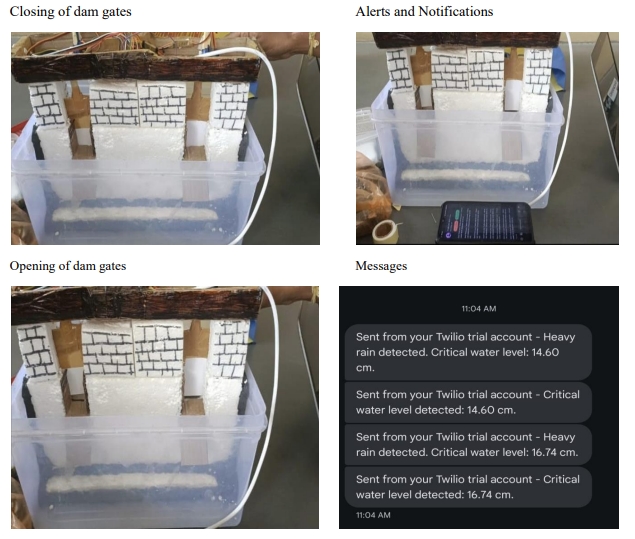 Closing of dam gates
Alerts and Notifications
Opening of dam gates
Messages
11:04 AM
Sent from your Twilio trial account - Heavy
rain detected. Critical water level: 14.60
cm.
Sent from your Twilio trial account - Critical
water level detected: 14.60 cm.
Sent from your Twilio trial account - Heavy
rain detected. Critical water level: 16.74 cm.
Sent from your Twilio trial account - Critical
water level detected: 16.74 cm.
11:04 AM